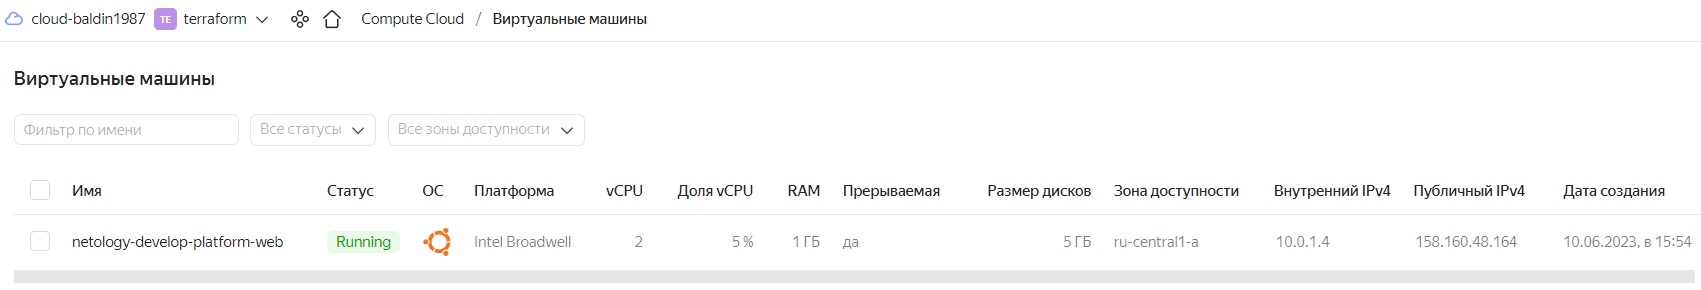 cloud-baldin1987 TE terraform Compute Cloud / Виртуальные машины
Виртуальные машины
Фильтр по имени Все статусы Все зоны доступности
Имя Статус ОС Платформа vCPU Доля vCPU RAM Прерываемая Размер дисков Зона доступности Внутренний IPv4 Публичный IPv4 Дата создания
netology-develop-platform-web Running Intel Broadwell 2 5 % 1 ГБ да 5 ГБ ru-central1-a 10.0.1.4 158.160.48.164 10.06.2023, в 15:54